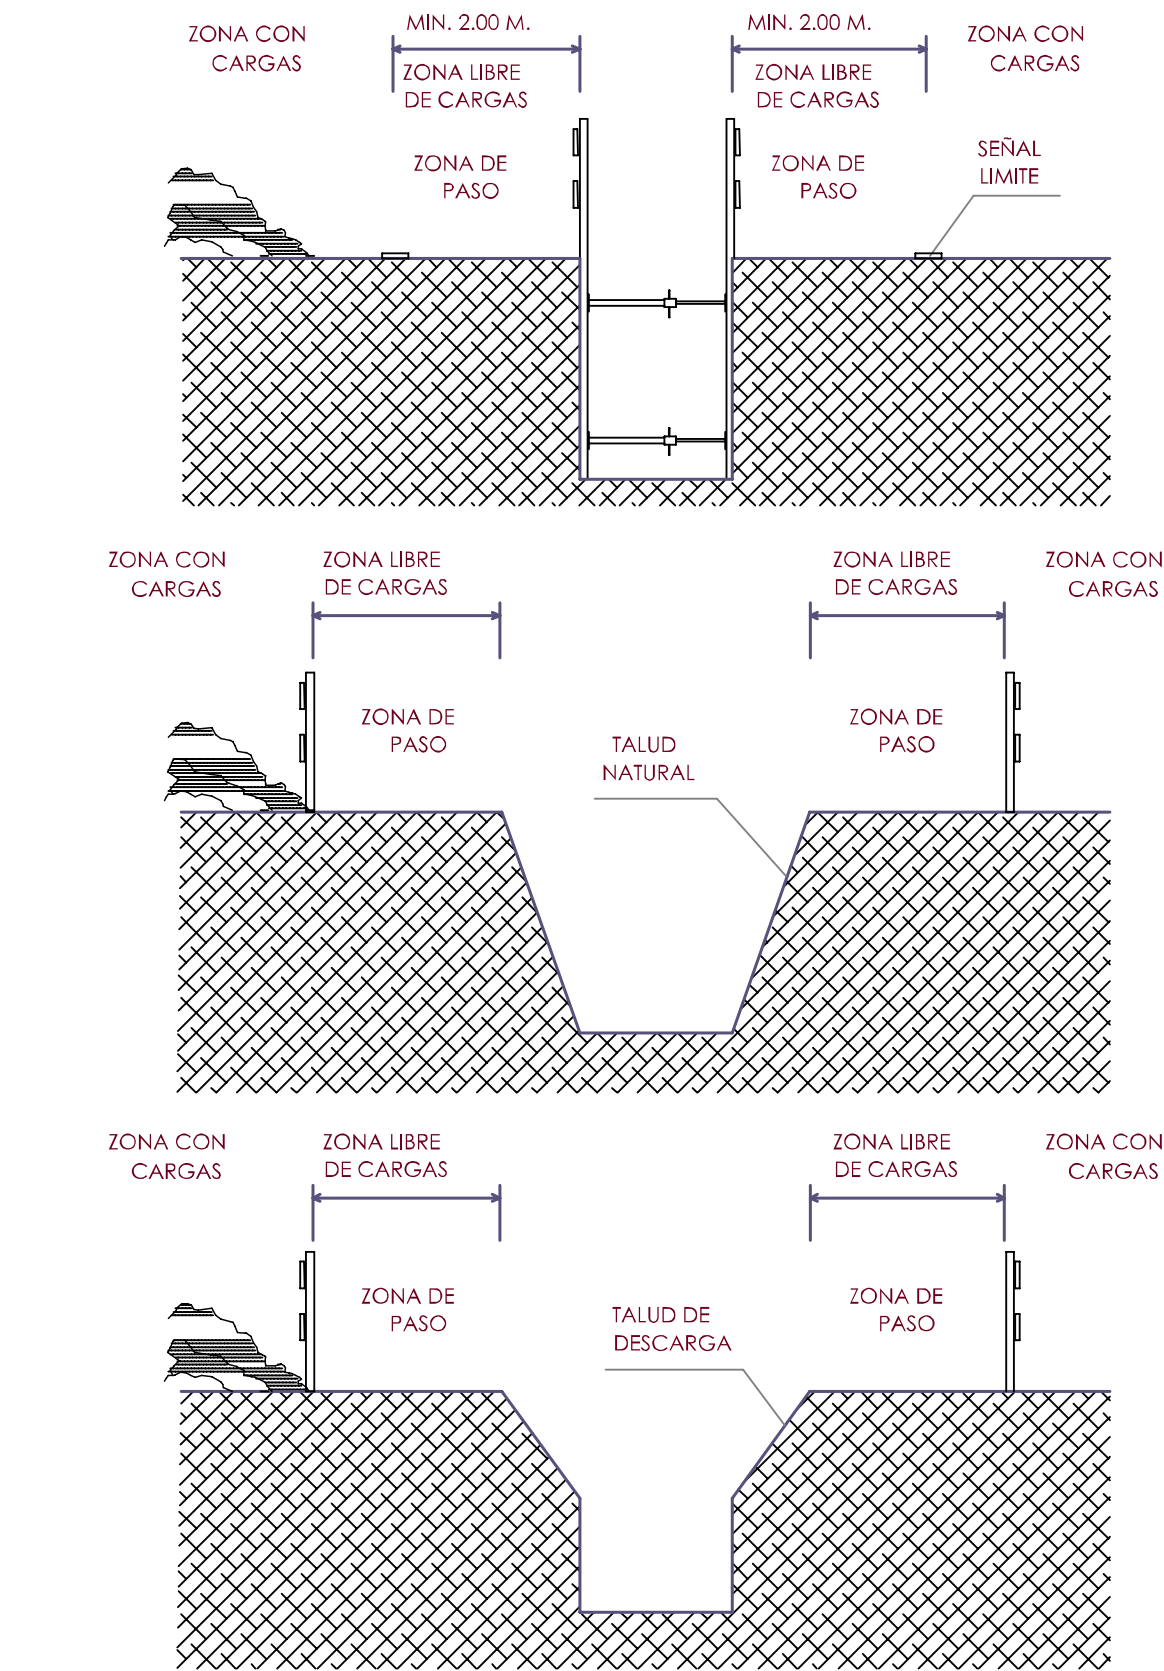 ZONA CON
CARGAS
MIN. 2.00 M.
ZONA LIBRE
DE CARGAS
MIN. 2.00 M.
ZONA LIBRE
DE CARGAS
ZONA CON
CARGAS
ZONA DE
PASO
ZONA DE
PASO
SEÑAL
LIMITE
ZONA CON
CARGAS
ZONA LIBRE
DE CARGAS
ZONA LIBRE
DE CARGAS
ZONA CON
CARGAS
ZONA DE
PASO
TALUD
NATURAL
ZONA DE
PASO
ZONA CON
CARGAS
ZONA LIBRE
DE CARGAS
ZONA LIBRE
DE CARGAS
ZONA CON
CARGAS
ZONA DE
PASO
TALUD DE
DESCARGA
ZONA DE
PASO